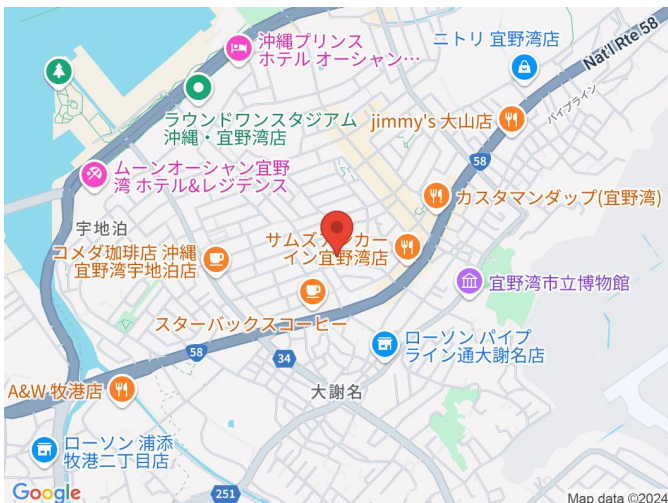 沖縄プリンス
ホテル オーシャン…
ニトリ 宜野湾店
Nat'l Rte 58
パイプライン
ラウンドワンスタジアム
沖縄・宜野湾店
jimmy's 大山店
58
ムーンオーシャン宜野
湾 ホテル&レジデンス
カスタマンダップ(宜野湾)
宇地泊
コメダ珈琲店 沖縄
宜野湾宇地泊店
カー
イン宜野湾店
宜野湾市立博物館
スターバックスコーヒー
58
34
ローソン パイプ
ライン通大謝名店
A&W 牧港店
大謝名
ローソン 浦添
牧港二丁目店
251
Google
Map data ©2024